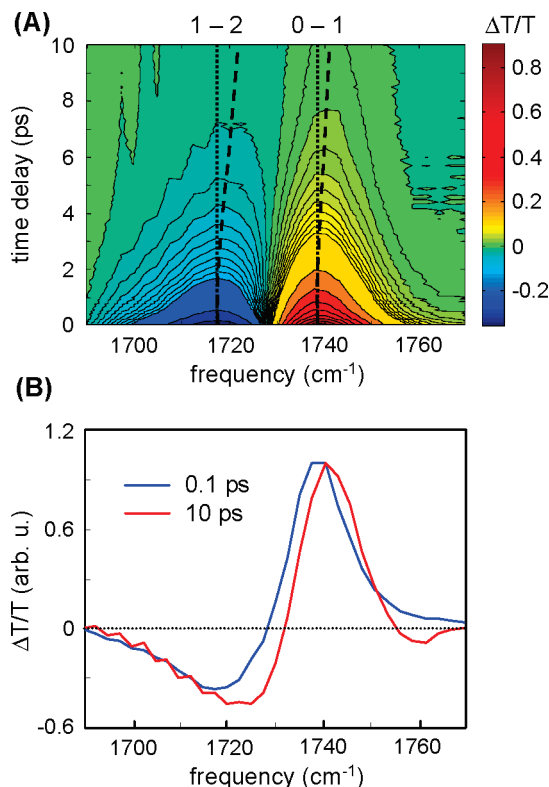 (A)
1 – 2 0 – 1 ΔT/T
10
8
6
4
2
0
time delay (ps)
1700 1720 1740 1760
frequency (cm⁻¹)
0.8
0.6
0.4
0.2
0
-0.2
(B)
1.2
0.6
0
-0.6
ΔT/T (arb. u.)
0.1 ps
10 ps
1700 1720 1740 1760
frequency (cm⁻¹)